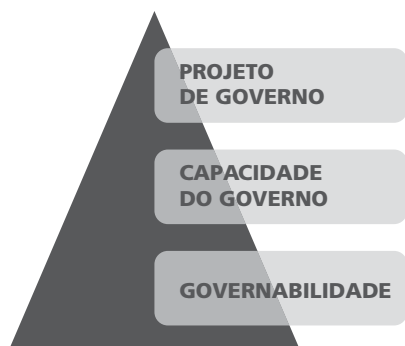 PROJETO
DE GOVERNO
CAPACIDADE
DO GOVERNO
GOVERNABILIDADE